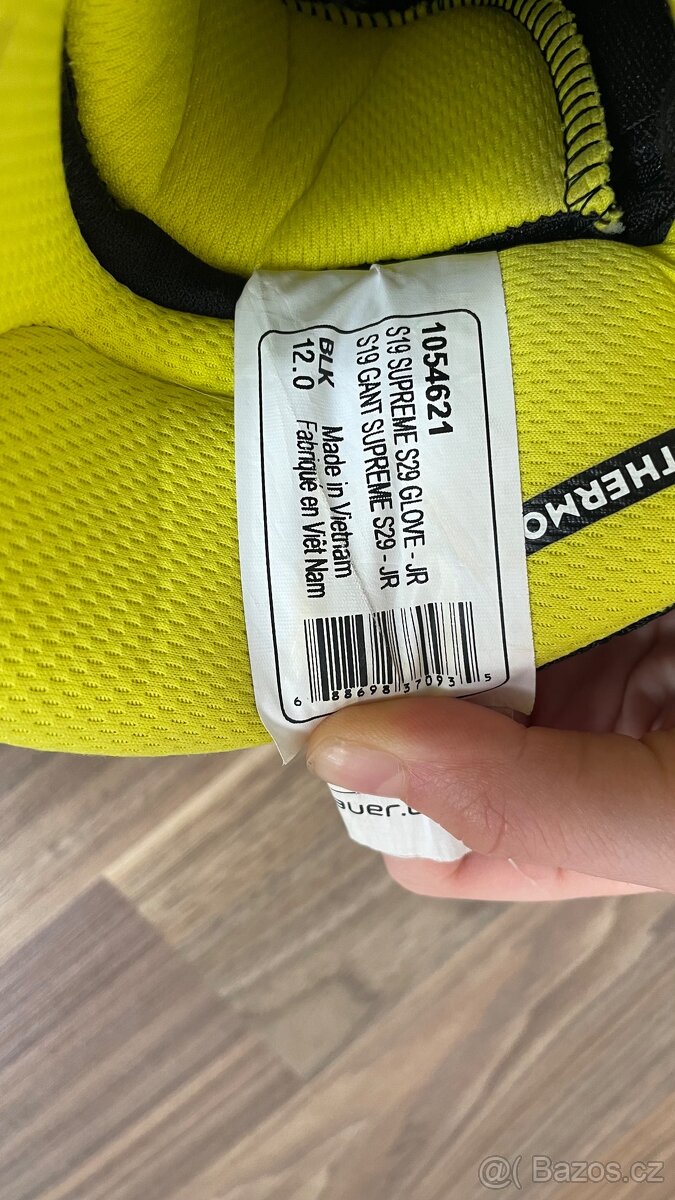 1054621
S19 SUPREME S29 GLOVE - JR
S19 GANT SUPREME S29 - JR
BLK
12.0
Made in Vietnam
Fabriqué en Viêt Nam
6 88698 37093 5
THERMO
Bazos.cz